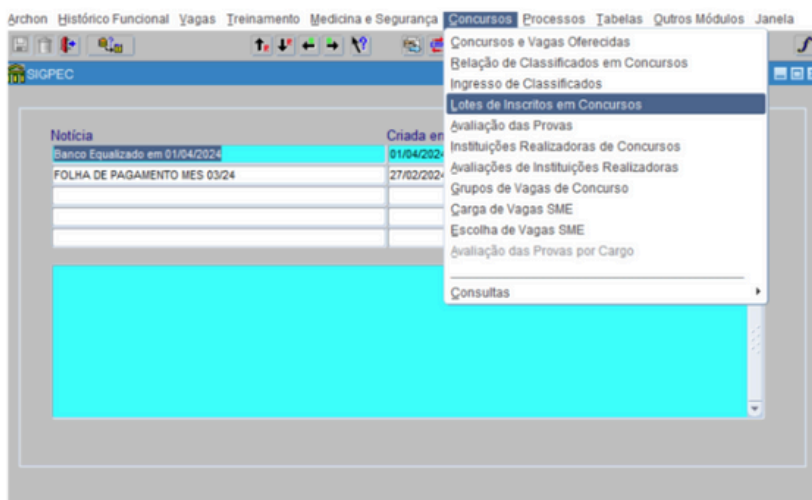 Archon Histórico Funcional Vagas Treinamento Medicina e Segurança Concursos Processos Tabelas Outros Módulos Janela
SIGPEC
Concursos e Vagas Oferecidas
Relação de Classificados em Concursos
Ingresso de Classificados
Lotes de Inscritos em Concursos
Avaliação das Provas
Instituições Realizadoras de Concursos
Avaliações de Instituições Realizadoras
Grupos de Vagas de Concurso
Carga de Vagas SME
Escolha de Vagas SME
Avaliação das Provas por Cargo
Consultas
Notícia Criada en
Banco Equalizado em 01/04/2024 01/04/2024
FOLHA DE PAGAMENTO MES 03/24 27/02/2024